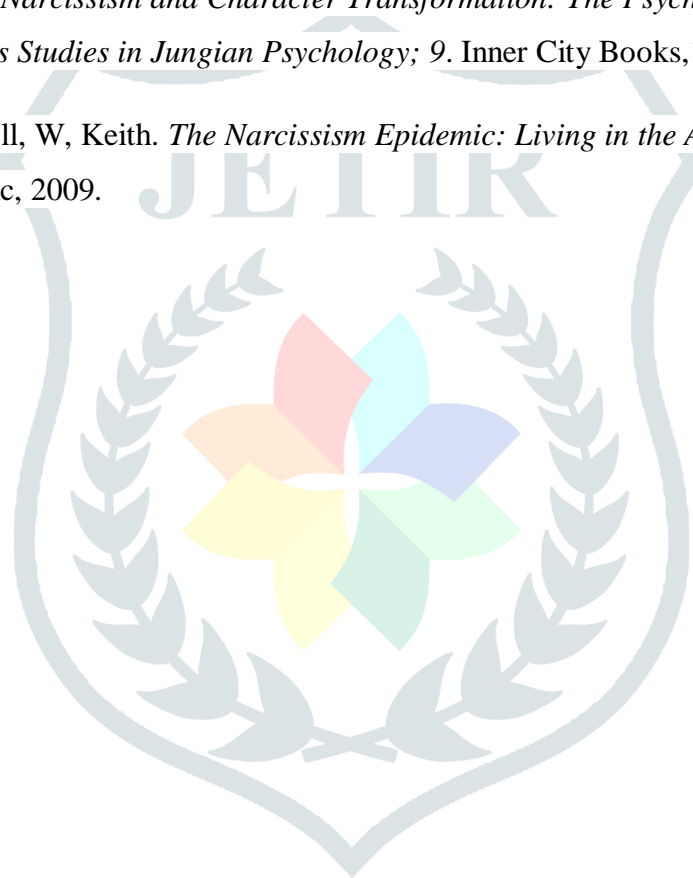 Narcissism and Character Transformation: The Psych
s Studies in Jungian Psychology; 9. Inner City Books,
ll, W, Keith. The Narcissism Epidemic: Living in the A
c, 2009.
JETIR